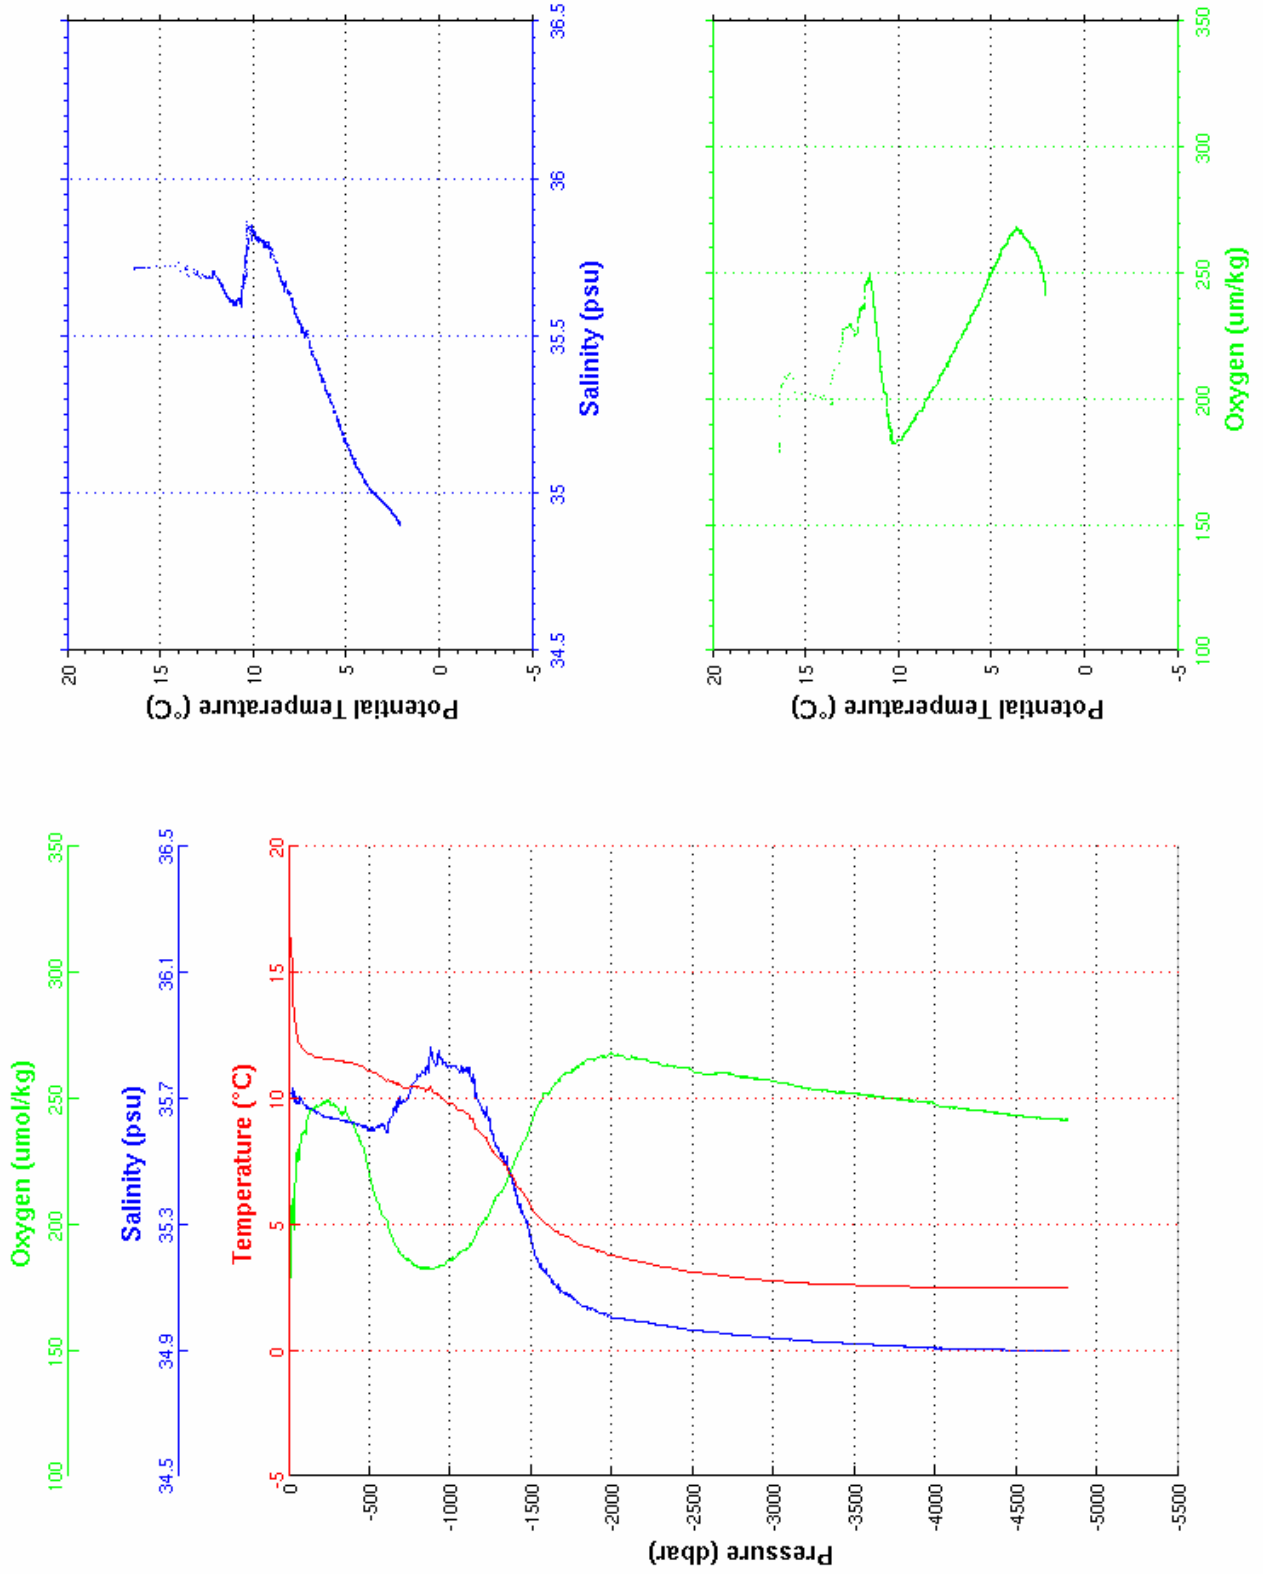 Oxygen (umol/kg)
100 150 200 250 300 350
Salinity (psu)
34.5 34.9 35.3 35.7 36.1 36.5
Temperature (°C)
-5 0 5 10 15 20
0
-500
-1000
-1500
-2000
-2500
-3000
-3500
-4000
-4500
-5000
-5500
Pressure (dbar)
20
15
10
5
0
-5
Potential Temperature (°C)
34.5 35 35.5 36 36.5
Salinity (psu)
20
15
10
5
0
-5
Potential Temperature (°C)
100 150 200 250 300 350
Oxygen (um/kg)